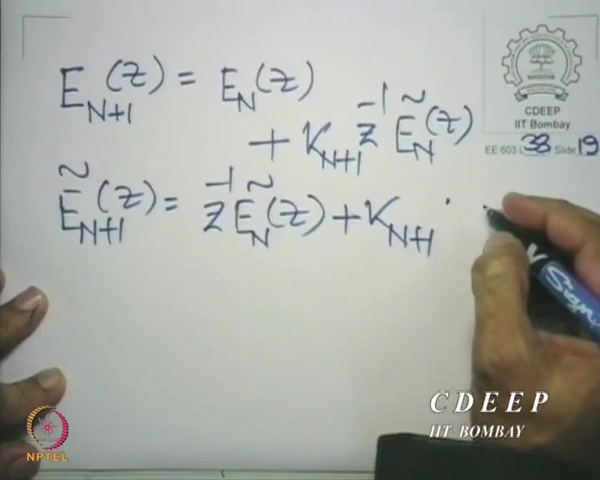 E_{N+1}(z) = E_N(z)
+ K_{N+1} z^{-1} Ẽ_N(z)
Ẽ_{N+1}(z) = z^{-1} Ẽ_N(z) + K_{N+1} ·
CDEEP
IIT Bombay
EE 603 L 38 Slide 19
Sign
CDEEP
IIT BOMBAY
NPTEL